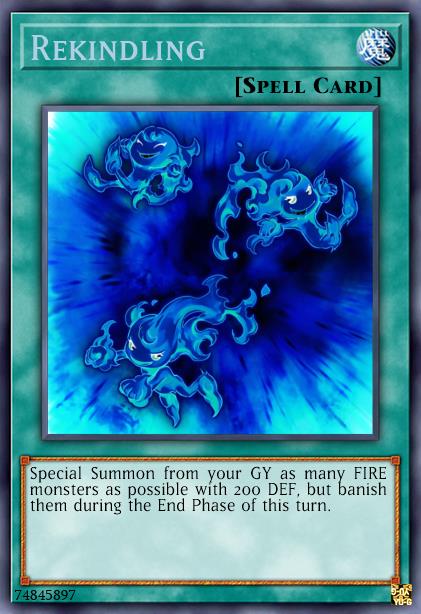 REKINDLING
魔
[SPELL CARD]
Special Summon from your GY as many FIRE
monsters as possible with 200 DEF, but banish
them during the End Phase of this turn.
74845897